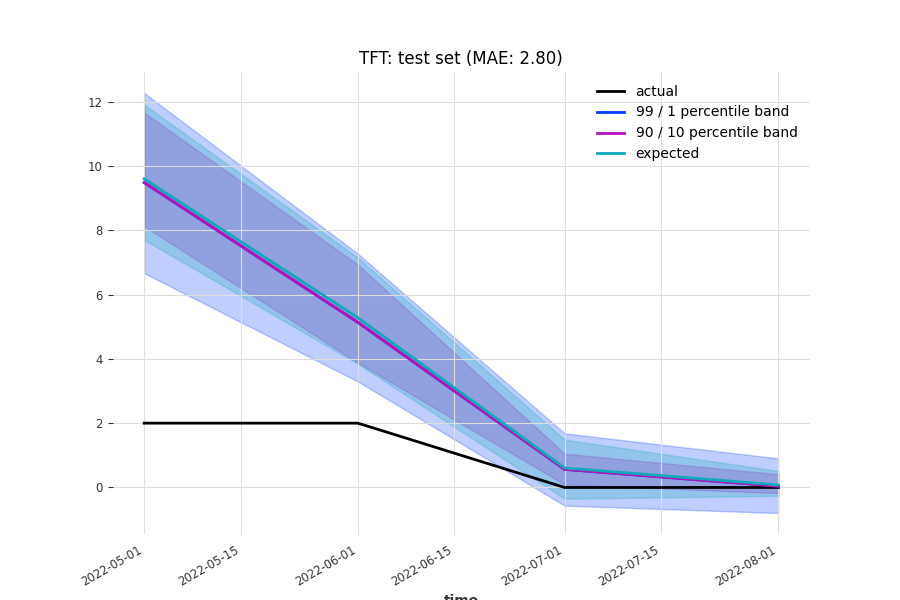 TFT: test set (MAE: 2.80)
actual
99 / 1 percentile band
90 / 10 percentile band
expected
12
10
8
6
4
2
0
2022-05-01
2022-05-15
2022-06-01
2022-06-15
2022-07-01
2022-07-15
2022-08-01
time